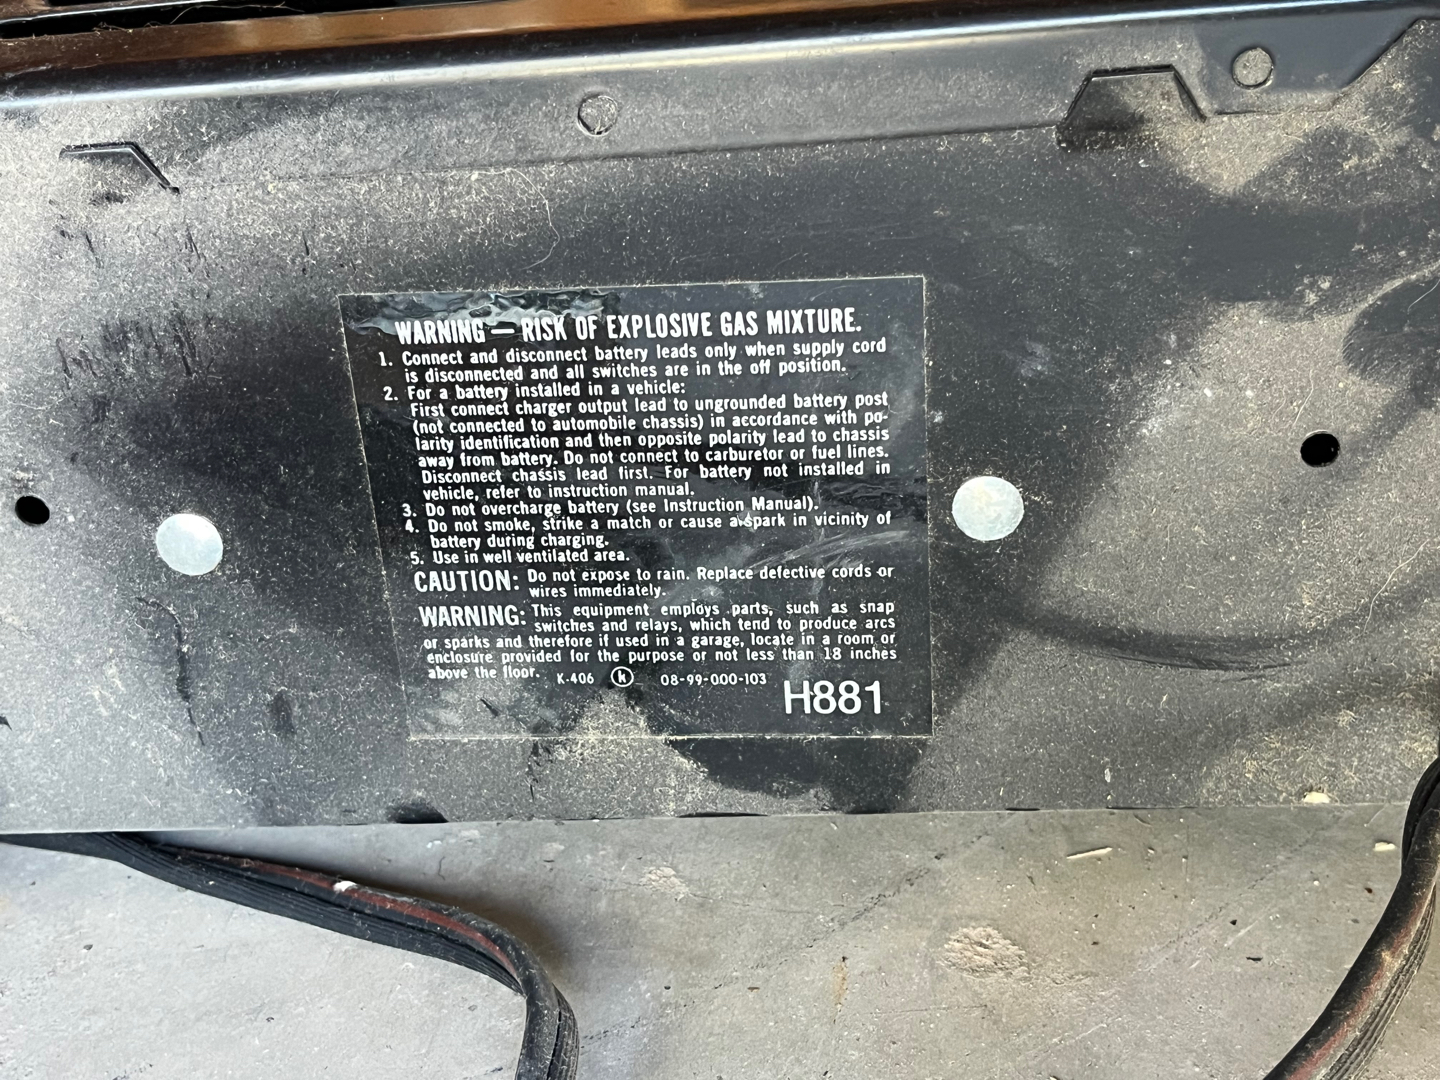 WARNING — RISK OF EXPLOSIVE GAS MIXTURE.
1. Connect and disconnect battery leads only when supply cord
is disconnected and all switches are in the off position.
2. For a battery installed in a vehicle:
First connect charger output lead to ungrounded battery post
(not connected to automobile chassis) in accordance with po-
larity identification and then opposite polarity lead to chassis
away from battery. Do not connect to carburetor or fuel lines.
Disconnect chassis lead first. For battery not installed in
vehicle, refer to instruction manual.
3. Do not overcharge battery (see Instruction Manual).
4. Do not smoke, strike a match or cause a spark in vicinity of
battery during charging.
5. Use in well ventilated area.
CAUTION: Do not expose to rain. Replace defective cords or
wires immediately.
WARNING: This equipment employs parts, such as snap
switches and relays, which tend to produce arcs
or sparks and therefore if used in a garage, locate in a room or
enclosure provided for the purpose or not less than 18 inches
above the floor. K-406 k 08-99-000-103
H881